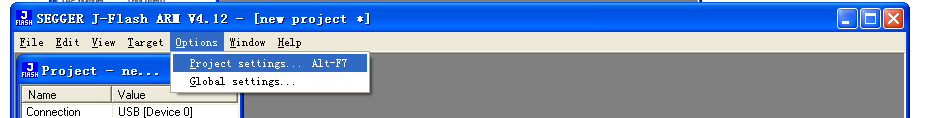 SEGGER J-Flash ARM V4.12 - [new project *]
File Edit View Target Options Window Help
Project settings... Alt-F7
Project - ne...
Global settings...
Name Value
Connection USB [Device 0]